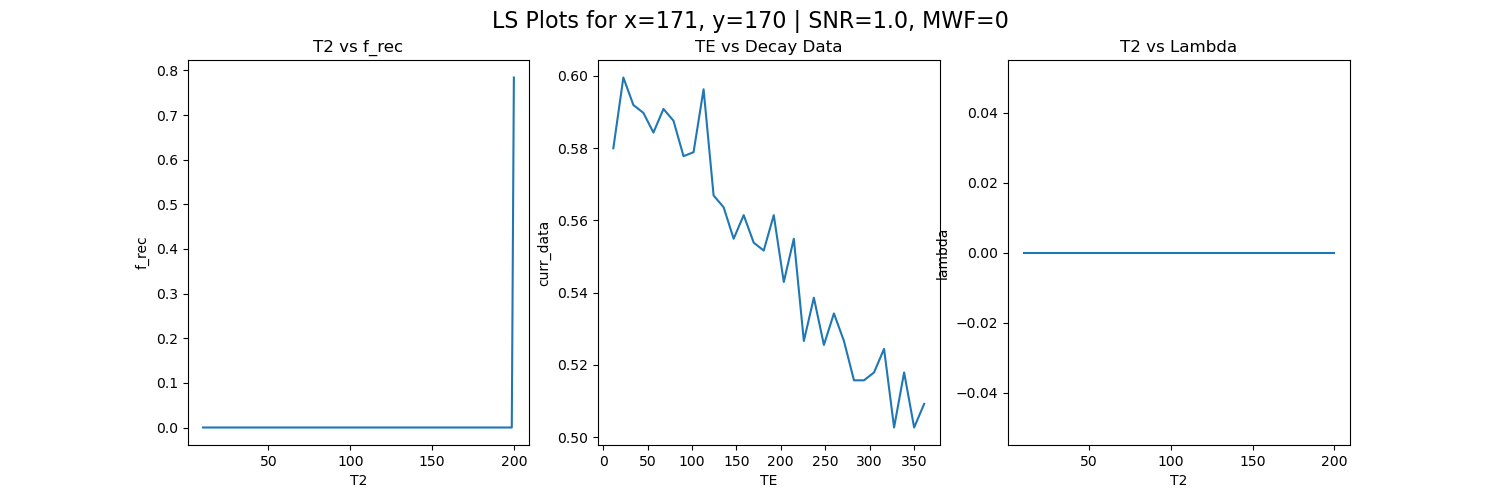 LS Plots for x=171, y=170 | SNR=1.0, MWF=0
T2 vs f_rec
0.8
0.7
0.6
0.5
0.4
0.3
0.2
0.1
0.0
f_rec
50 100 150 200
T2
TE vs Decay Data
0.60
0.58
0.56
0.54
0.52
0.50
curr_data
0 50 100 150 200 250 300 350
TE
T2 vs Lambda
0.04
0.02
0.00
−0.02
−0.04
lambda
50 100 150 200
T2